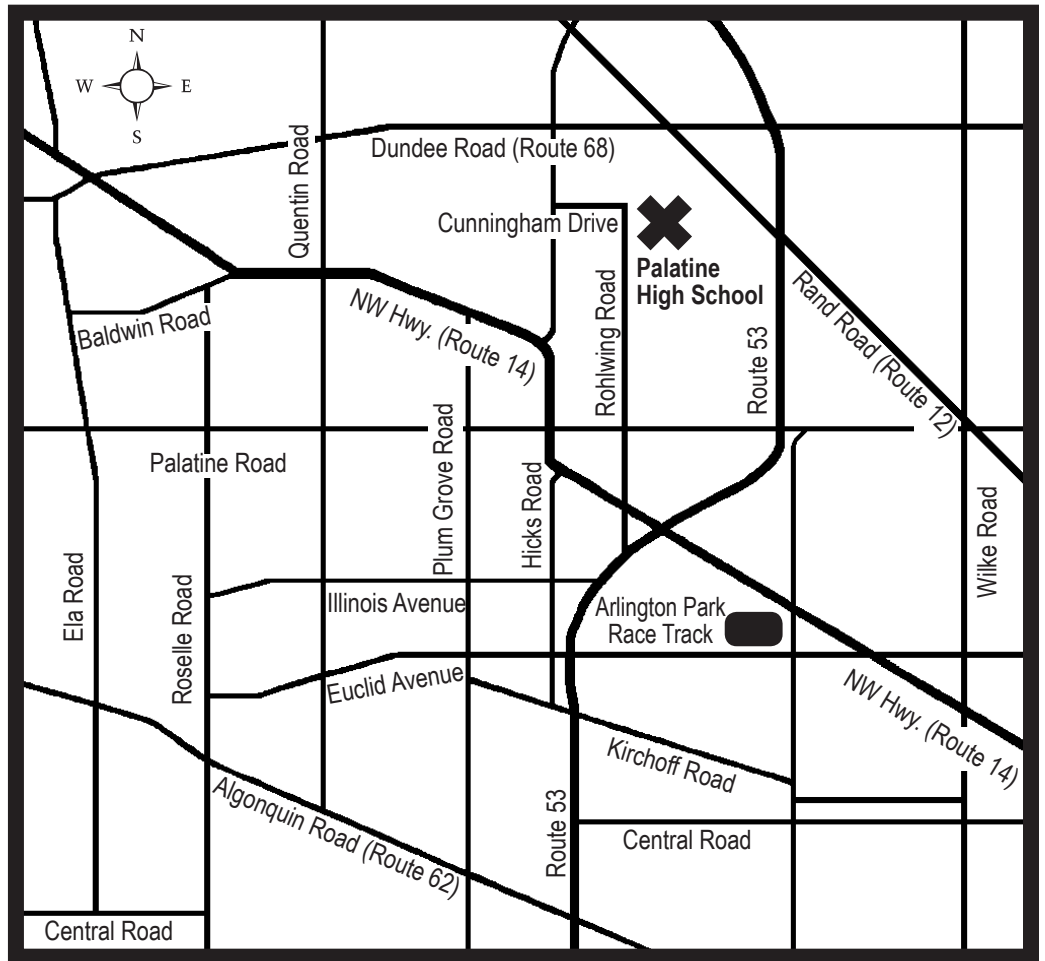 N
W E
S
Quentin Road
Dundee Road (Route 68)
Cunningham Drive
Palatine
High School
Baldwin Road
NW Hwy. (Route 14)
Rohlwing Road
Route 53
Rand Road (Route 12)
Palatine Road
Plum Grove Road
Hicks Road
Wilke Road
Ela Road
Roselle Road
Illinois Avenue
Arlington Park
Race Track
Euclid Avenue
NW Hwy. (Route 14)
Kirchoff Road
Algonquin Road (Route 62)
Route 53
Central Road
Central Road